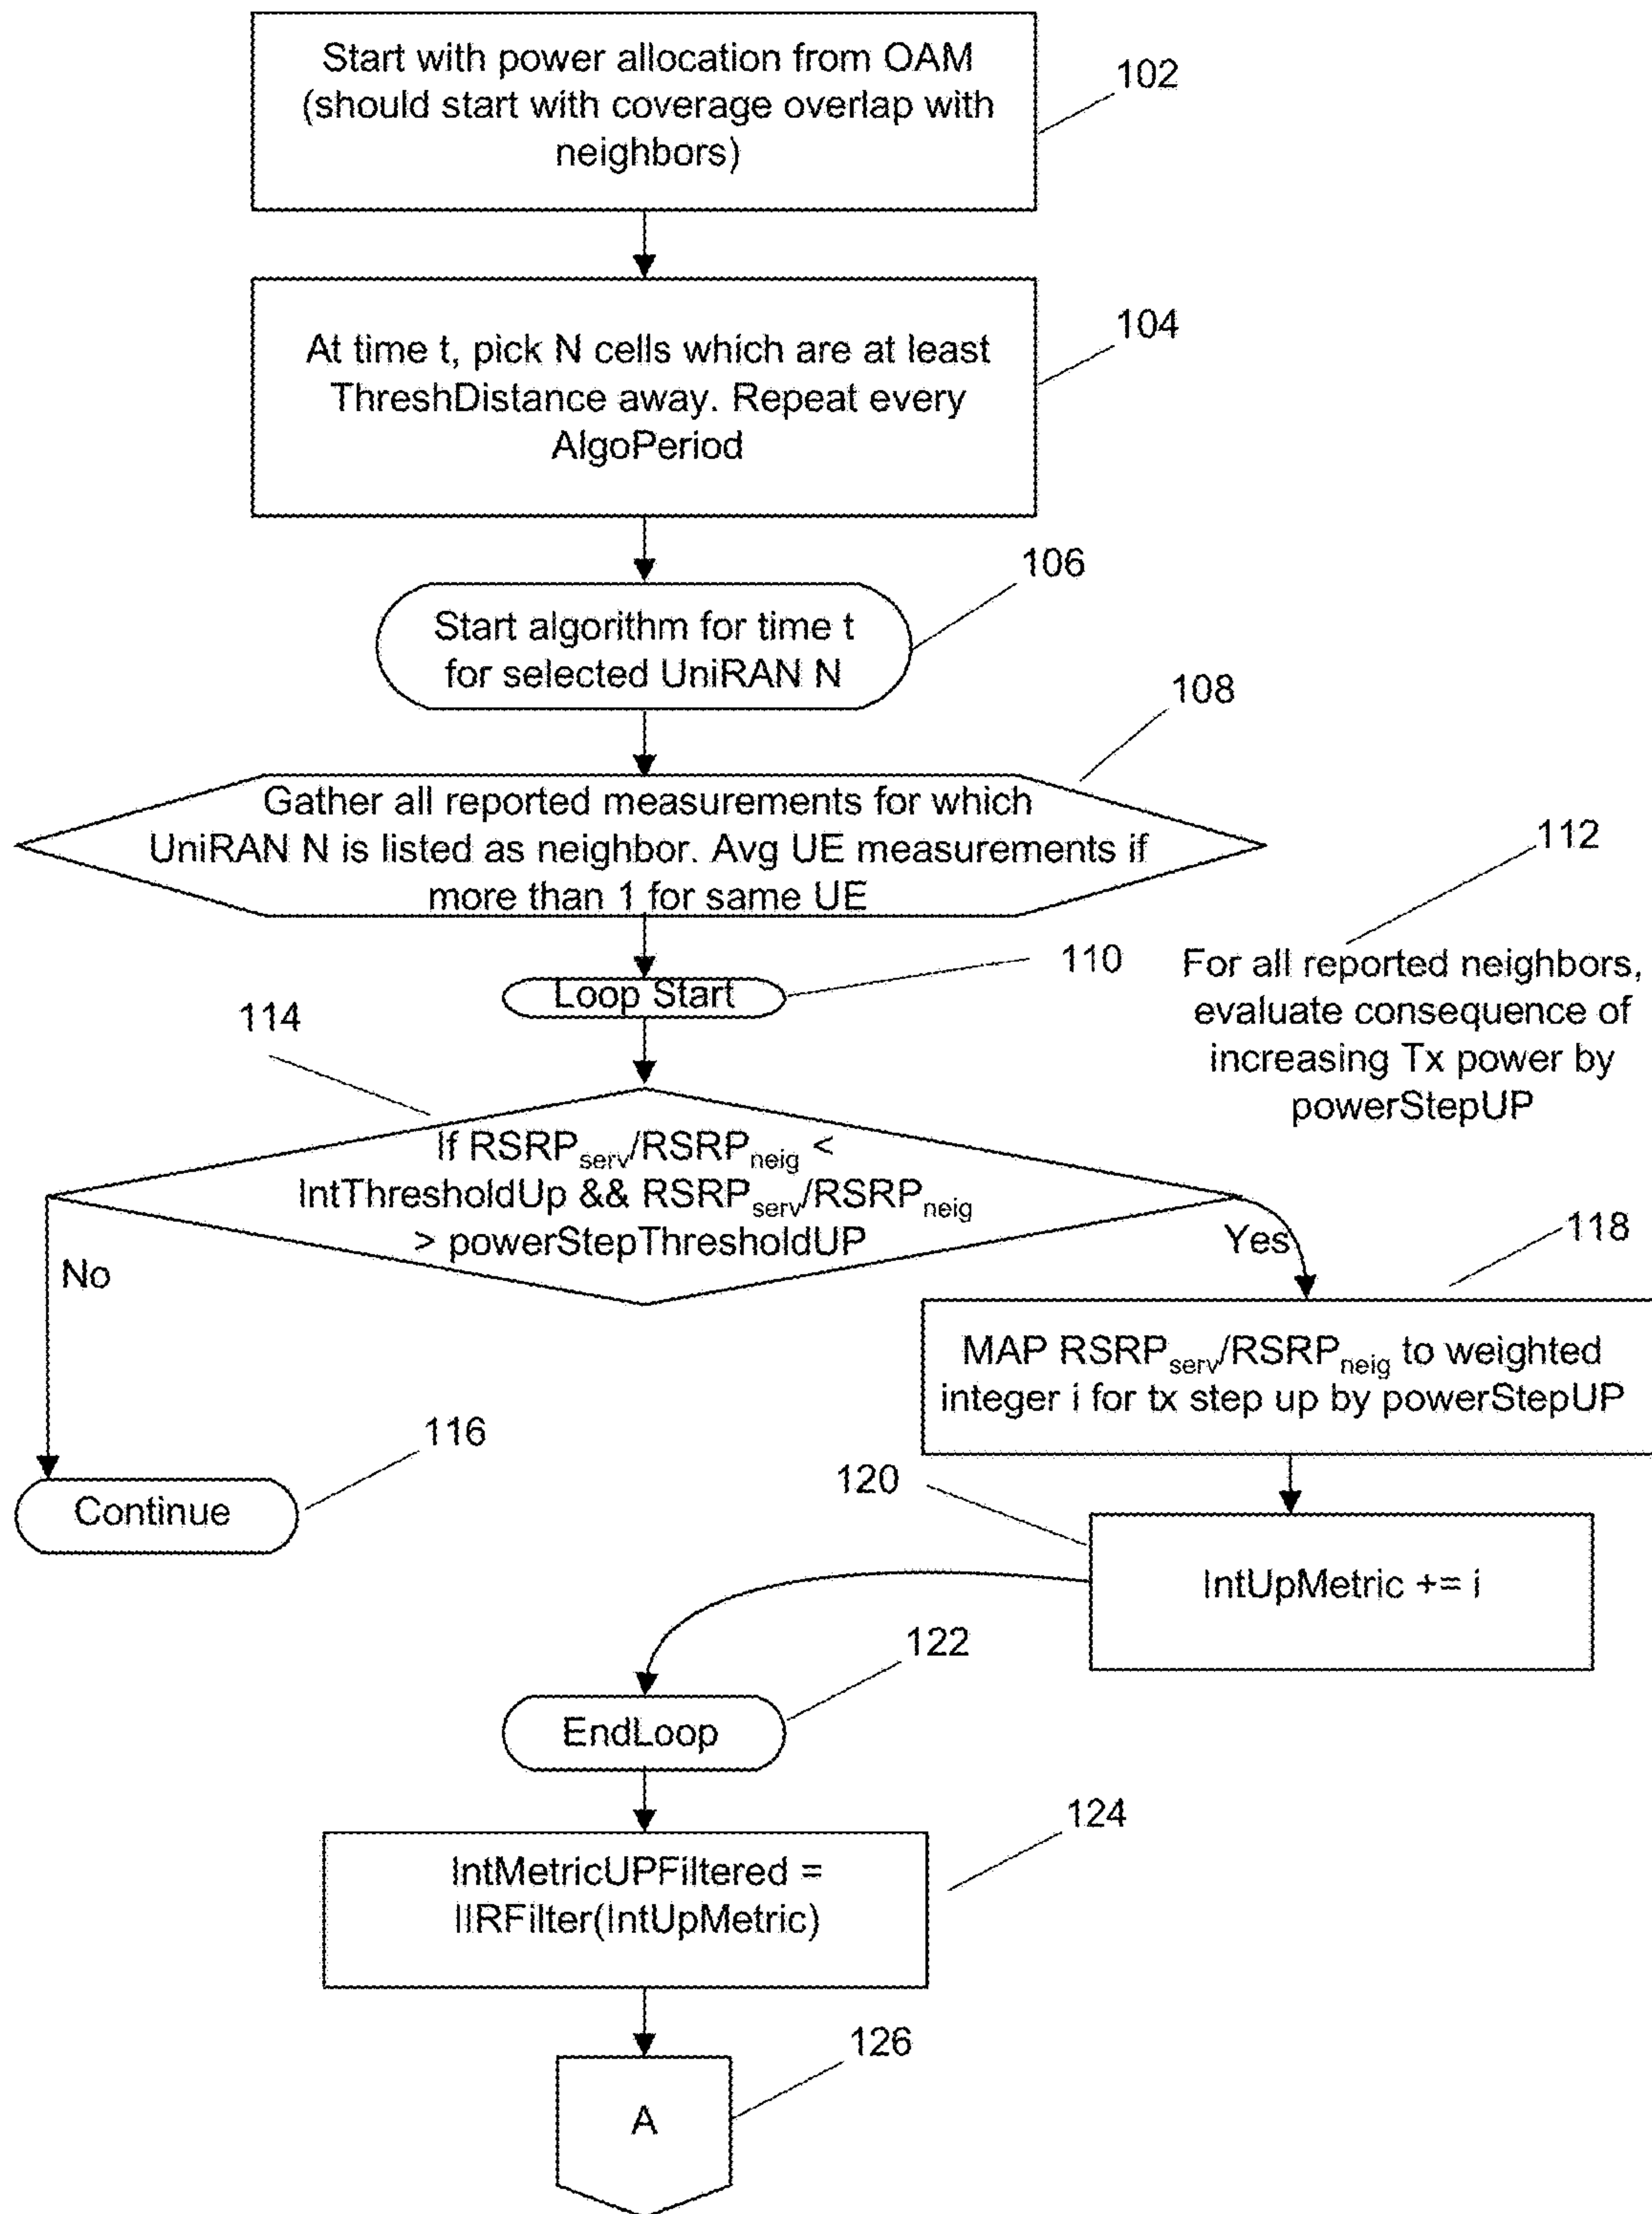 Start with power allocation from OAM
(should start with coverage overlap with
neighbors)
102
At time t, pick N cells which are at least
ThreshDistance away. Repeat every
AlgoPeriod
104
Start algorithm for time t
for selected UniRAN N
106
108
Gather all reported measurements for which
UniRAN N is listed as neighbor. Avg UE measurements if
more than 1 for same UE
112
For all reported neighbors,
evaluate consequence of
increasing Tx power by
powerStepUP
Loop Start
110
114
If RSRPserv/RSRPneig <
IntThresholdUp && RSRPserv/RSRPneig
> powerStepThresholdUP
No
Yes
118
MAP RSRPserv/RSRPneig to weighted
integer i for tx step up by powerStepUP
Continue
116
120
IntUpMetric += i
122
EndLoop
124
IntMetricUPFiltered =
IIRFilter(IntUpMetric)
126
A